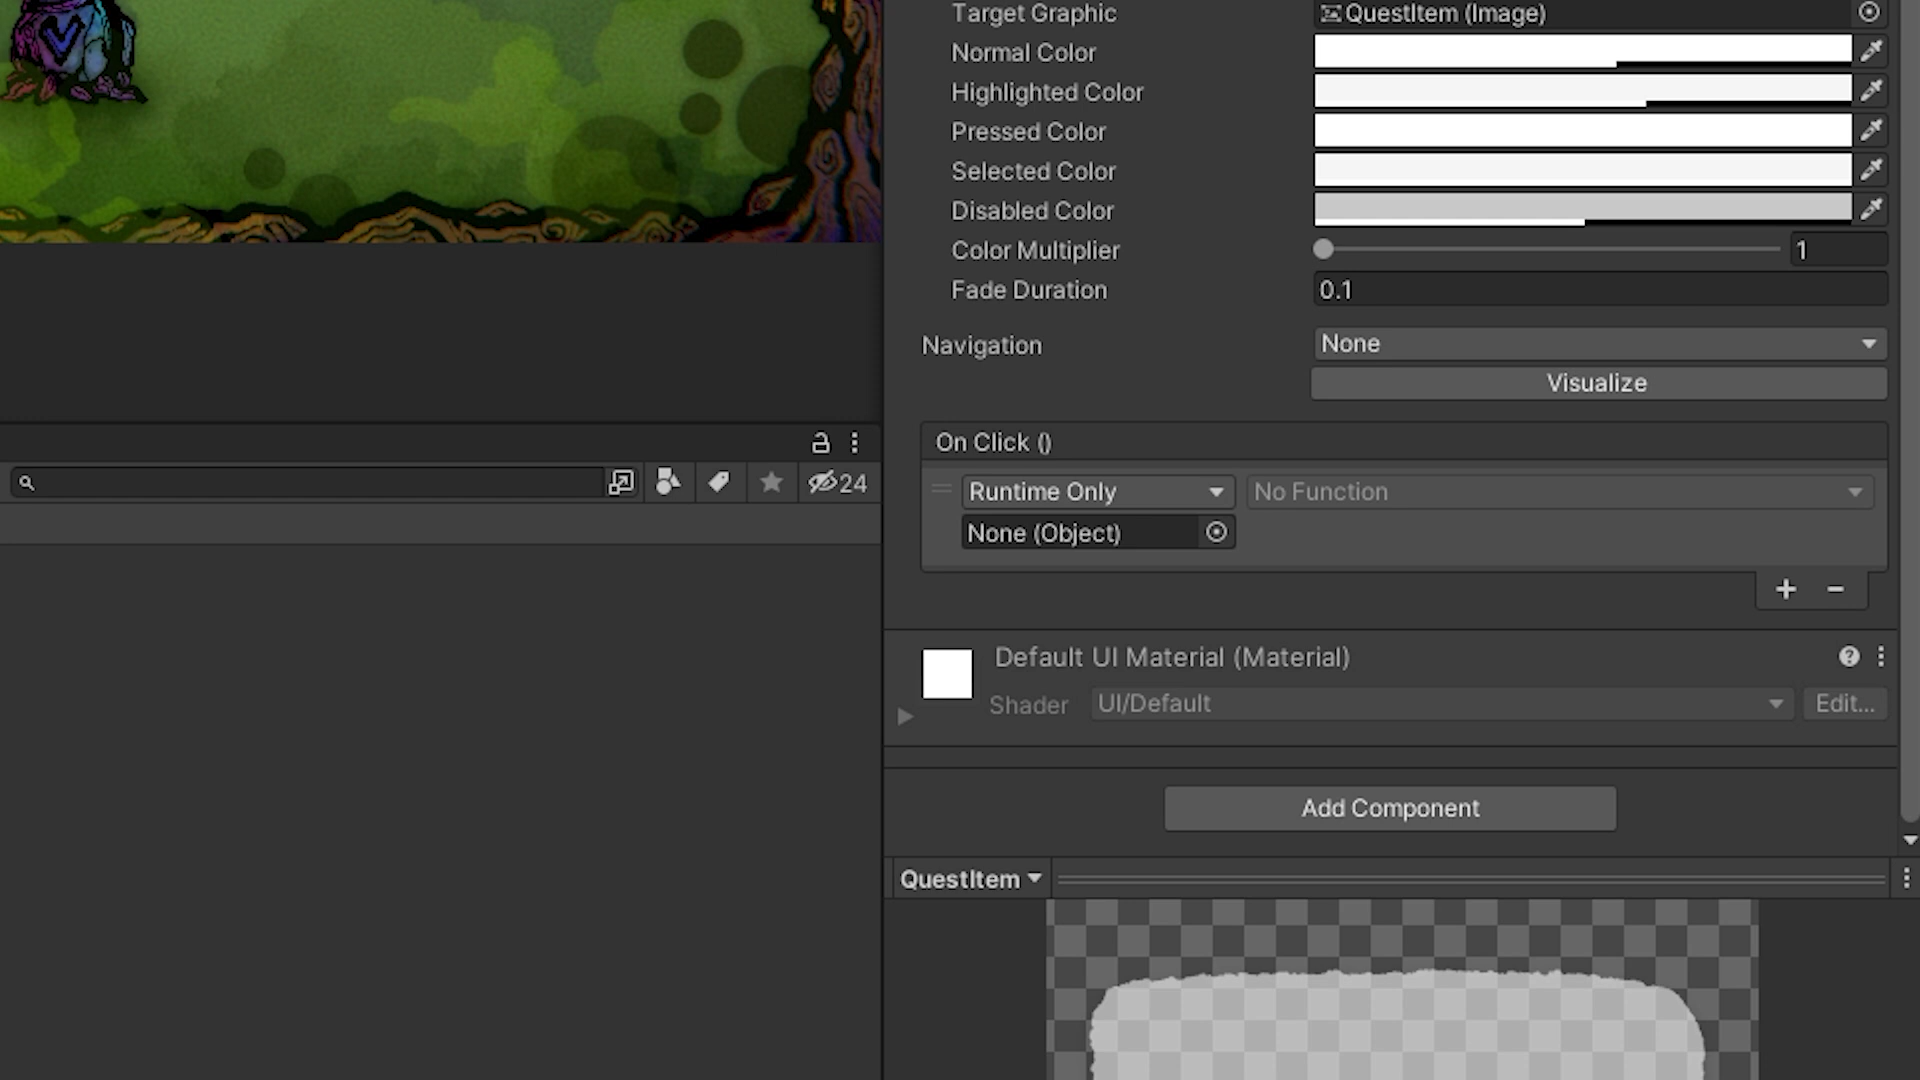 Target Graphic QuestItem (Image)
Normal Color
Highlighted Color
Pressed Color
Selected Color
Disabled Color
Color Multiplier 1
Fade Duration 0.1
Navigation None
Visualize
On Click ()
24
Runtime Only No Function
None (Object)
Default UI Material (Material)
Shader UI/Default Edit...
Add Component
QuestItem